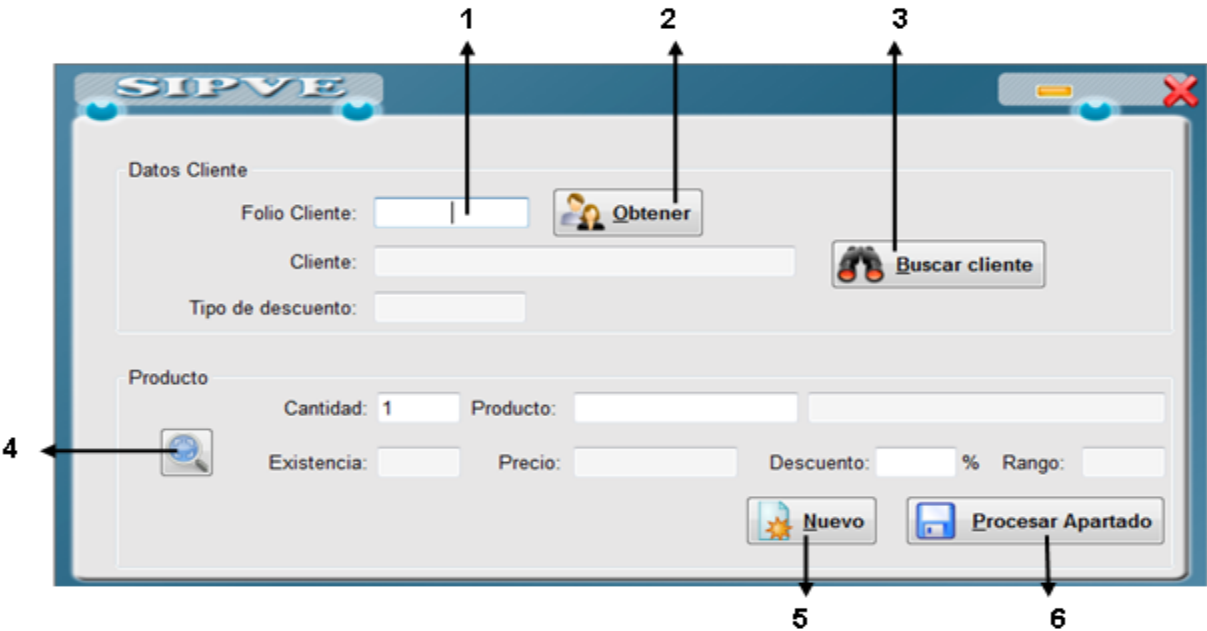 1 2 3
SIPVE
Datos Cliente
Folio Cliente: Obtener
Cliente: Buscar cliente
Tipo de descuento:
Producto
Cantidad: 1 Producto:
4
Existencia: Precio: Descuento: % Rango:
Nuevo Procesar Apartado
5 6